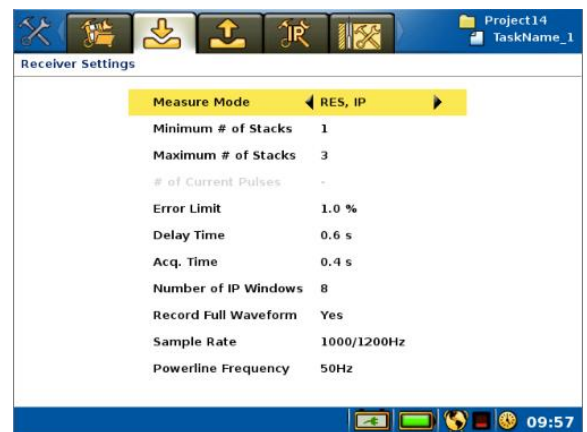 IP
Project14
TaskName_1
Receiver Settings
Measure Mode RES, IP
Minimum # of Stacks 1
Maximum # of Stacks 3
# of Current Pulses -
Error Limit 1.0 %
Delay Time 0.6 s
Acq. Time 0.4 s
Number of IP Windows 8
Record Full Waveform Yes
Sample Rate 1000/1200Hz
Powerline Frequency 50Hz
09:57